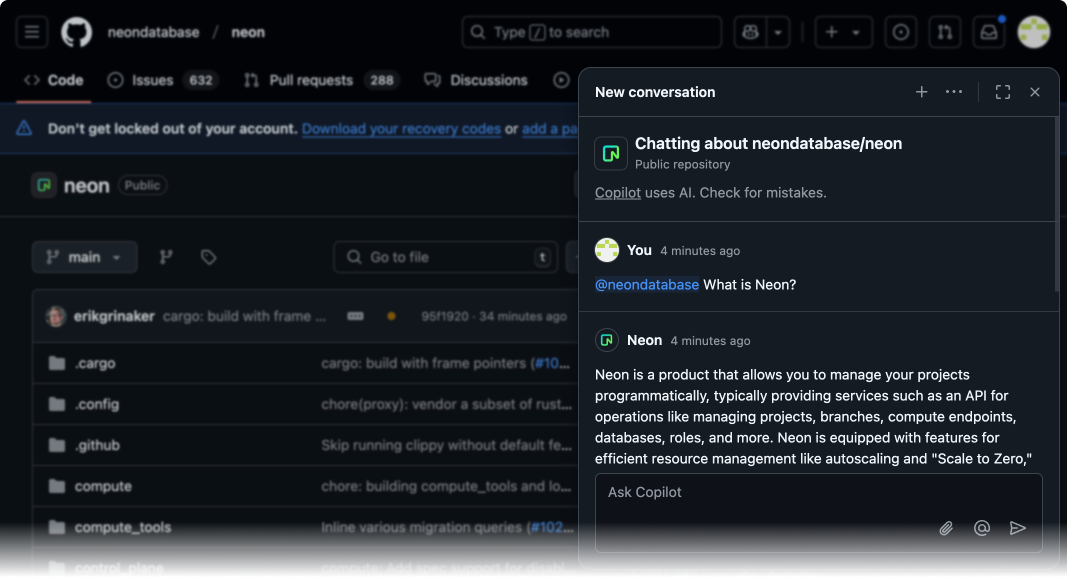 neondatabase / neon
Type / to search
Code
Issues 632
Pull requests 288
Discussions
Don't get locked out of your account. Download your recovery codes or add a pa
neon Public
main
Go to file
t
erikgrinaker cargo: build with frame ... 95f1920 · 34 minutes ago
.cargo cargo: build with frame pointers (#10...
.config chore(proxy): vendor a subset of rust...
.github Skip running clippy without default fe...
compute chore: building compute_tools and lo...
compute_tools Inline various migration queries (#102...
control_plane compute: Add spec support for disabl
New conversation
Chatting about neondatabase/neon
Public repository
Copilot uses AI. Check for mistakes.
You 4 minutes ago
@neondatabase What is Neon?
Neon 4 minutes ago
Neon is a product that allows you to manage your projects
programmatically, typically providing services such as an API for
operations like managing projects, branches, compute endpoints,
databases, roles, and more. Neon is equipped with features for
efficient resource management like autoscaling and "Scale to Zero,"
Ask Copilot